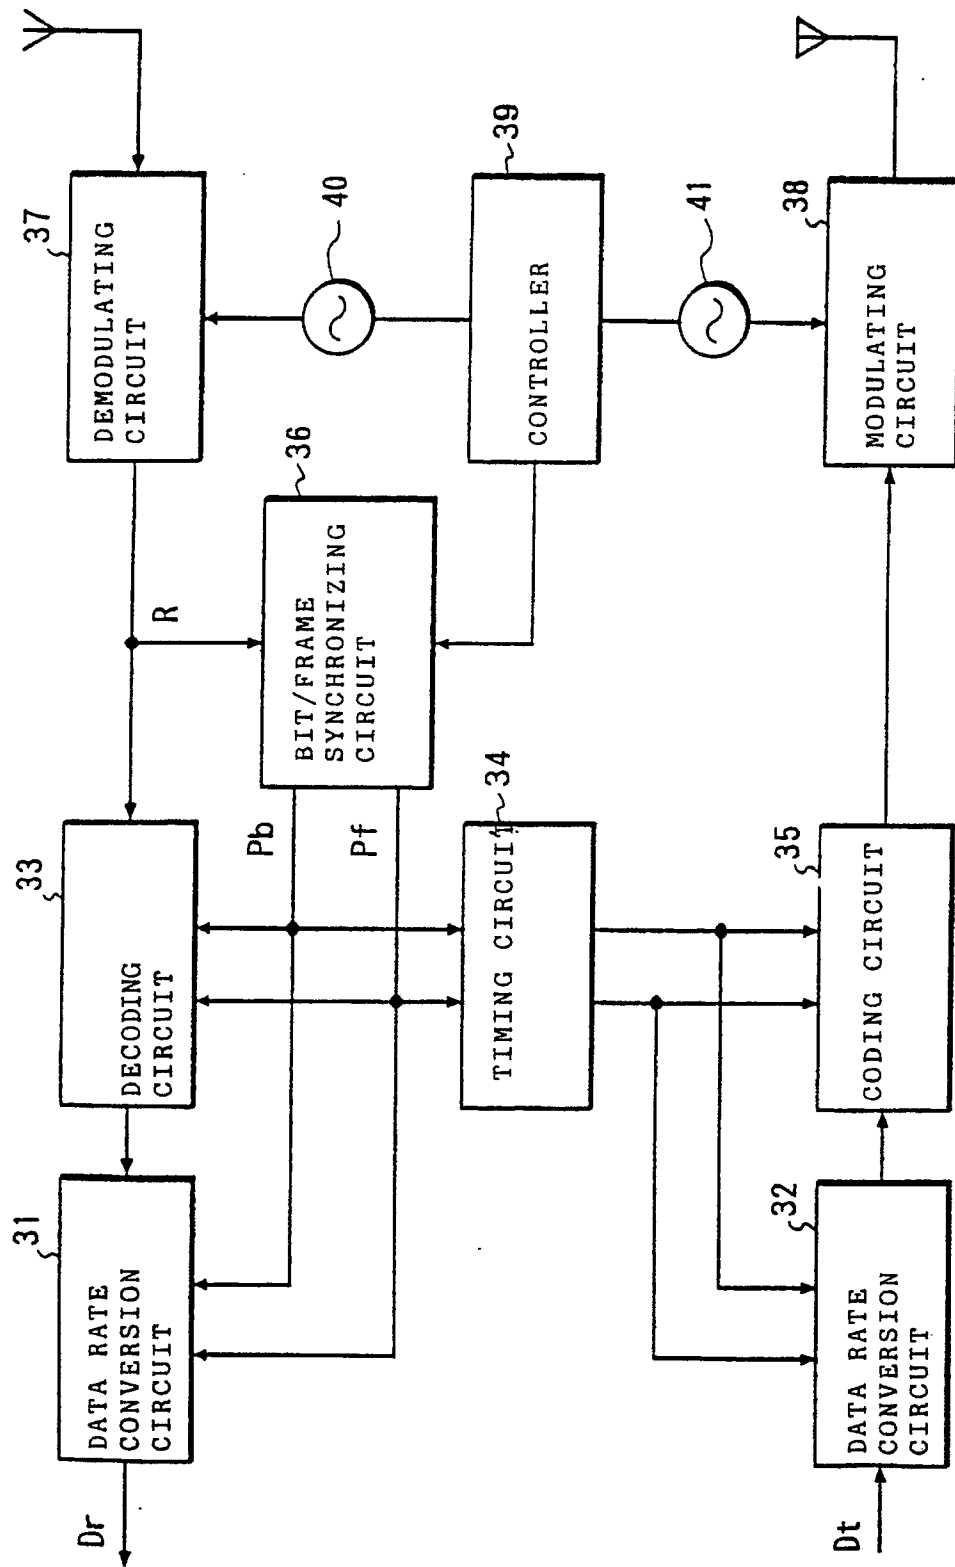 Dr
31
DATA RATE
CONVERSION
CIRCUIT
33
DECODING
CIRCUIT
R
37
DEMODULATING
CIRCUIT
Pb
Pf
36
BIT/FRAME
SYNCHRONIZING
CIRCUIT
40
34
TIMING CIRCUIT
39
CONTROLLER
41
Dt
32
DATA RATE
CONVERSION
CIRCUIT
35
CODING CIRCUIT
38
MODULATING
CIRCUIT